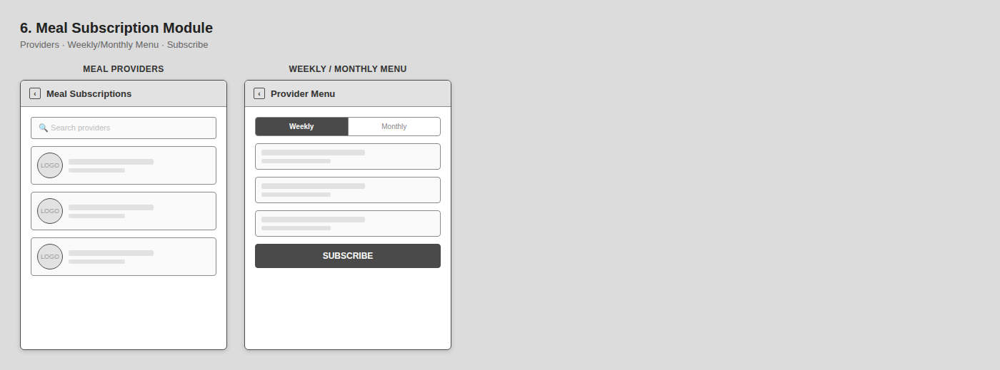 6. Meal Subscription Module
Providers · Weekly/Monthly Menu · Subscribe
MEAL PROVIDERS
‹ Meal Subscriptions
🔍 Search providers
LOGO
LOGO
LOGO
WEEKLY / MONTHLY MENU
‹ Provider Menu
Weekly Monthly
SUBSCRIBE